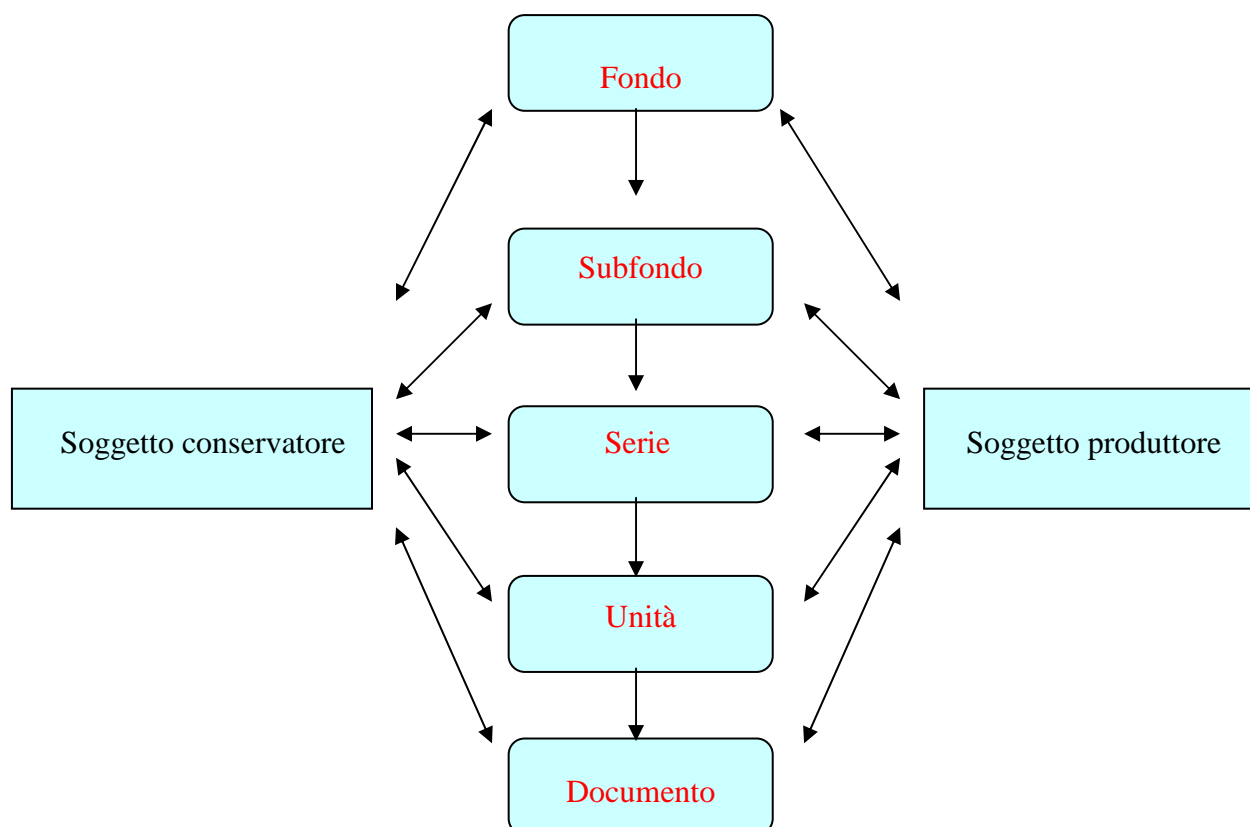 Fondo
Subfondo
Soggetto conservatore
Serie
Soggetto produttore
Unità
Documento